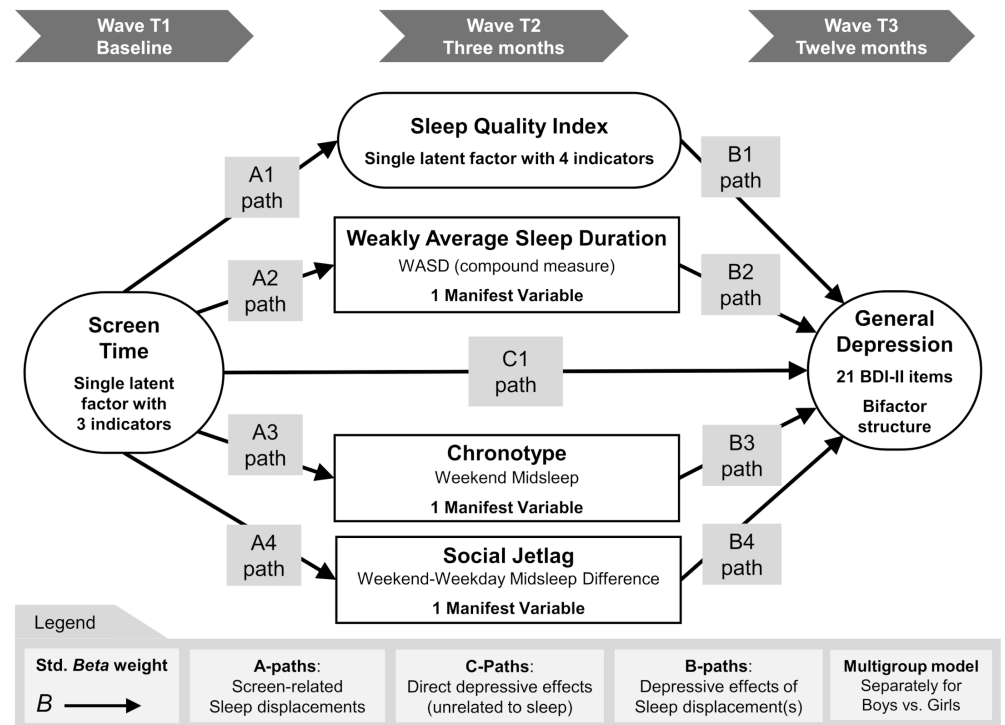 Wave T1
Baseline
Wave T2
Three months
Wave T3
Twelve months
Sleep Quality Index
Single latent factor with 4 indicators
A1
path
B1
path
Weakly Average Sleep Duration
WASD (compound measure)
1 Manifest Variable
A2
path
B2
path
Screen
Time
Single latent
factor with
3 indicators
C1
path
General
Depression
21 BDI-II items
Bifactor
structure
A3
path
Chronotype
Weekend Midsleep
1 Manifest Variable
B3
path
A4
path
Social Jetlag
Weekend-Weekday Midsleep Difference
1 Manifest Variable
B4
path
Legend
Std. Beta weight
B
A-paths:
Screen-related
Sleep displacements
C-Paths:
Direct depressive effects
(unrelated to sleep)
B-paths:
Depressive effects of
Sleep displacement(s)
Multigroup model
Separately for
Boys vs. Girls